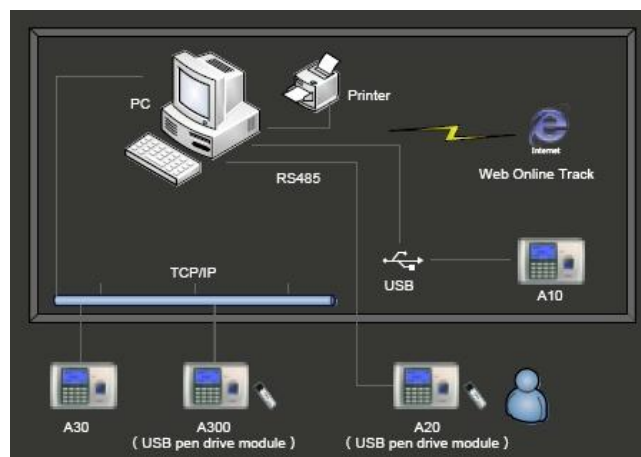 PC
Printer
Internet
Web Online Track
RS485
TCP/IP
USB
A10
A30
A300
( USB pen drive module )
A20
( USB pen drive module )